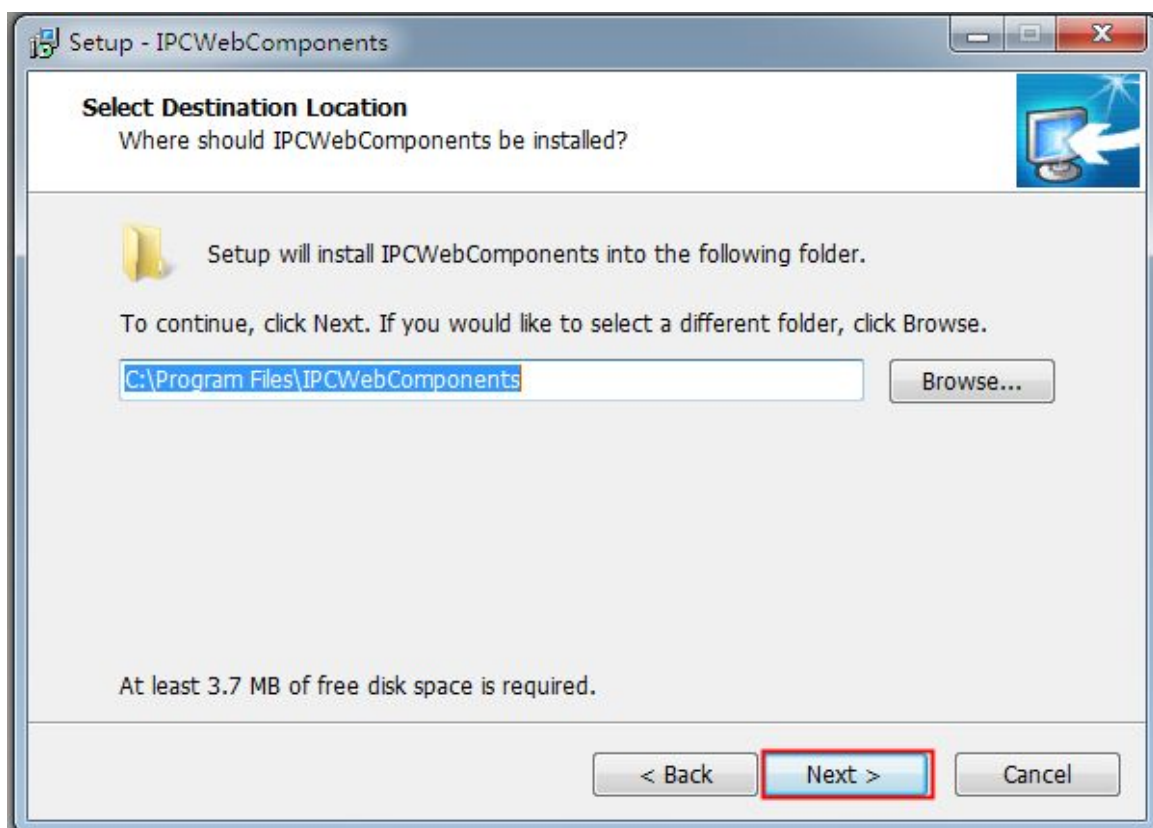 Setup - IPCWebComponents
Select Destination Location
Where should IPCWebComponents be installed?
Setup will install IPCWebComponents into the following folder.
To continue, click Next. If you would like to select a different folder, click Browse.
C:\Program Files\IPCWebComponents
Browse...
At least 3.7 MB of free disk space is required.
< Back
Next >
Cancel